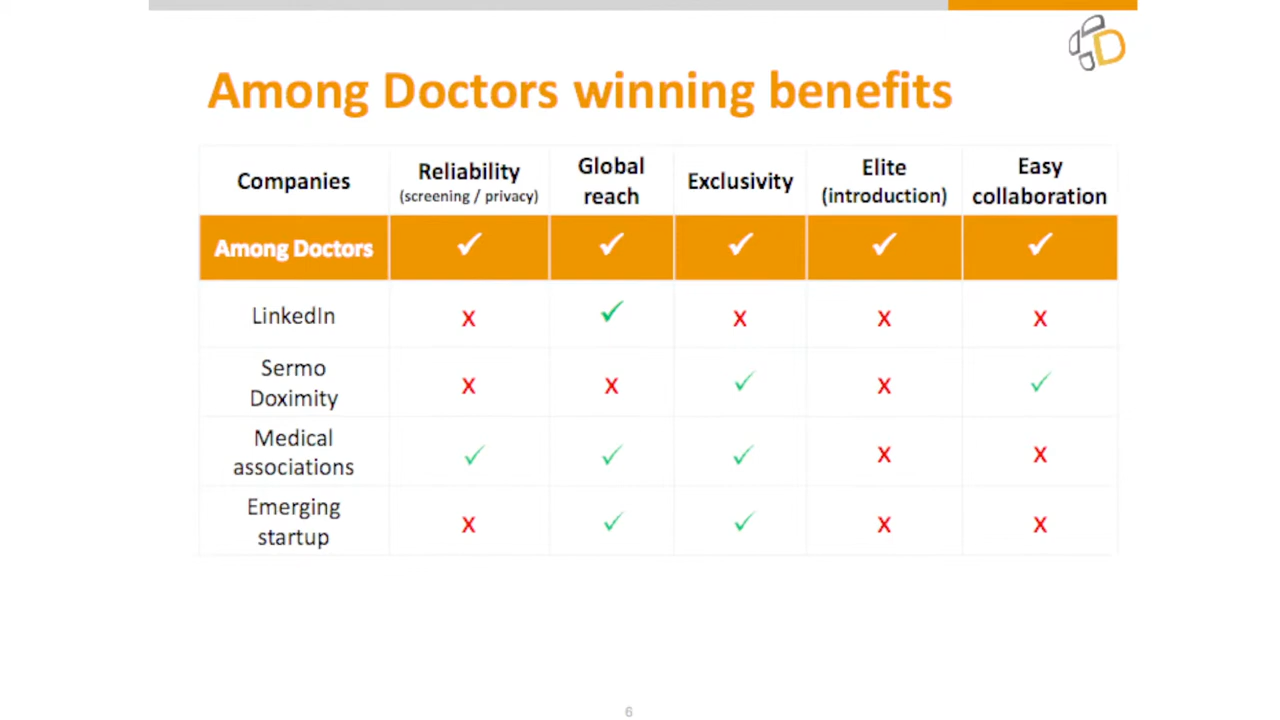 Among Doctors winning benefits
Companies Reliability (screening / privacy) Global reach Exclusivity Elite (introduction) Easy collaboration
Among Doctors ✓ ✓ ✓ ✓ ✓
LinkedIn x ✓ x x x
Sermo Doximity x x ✓ x ✓
Medical associations ✓ ✓ ✓ x x
Emerging startup x ✓ ✓ x x
6
D